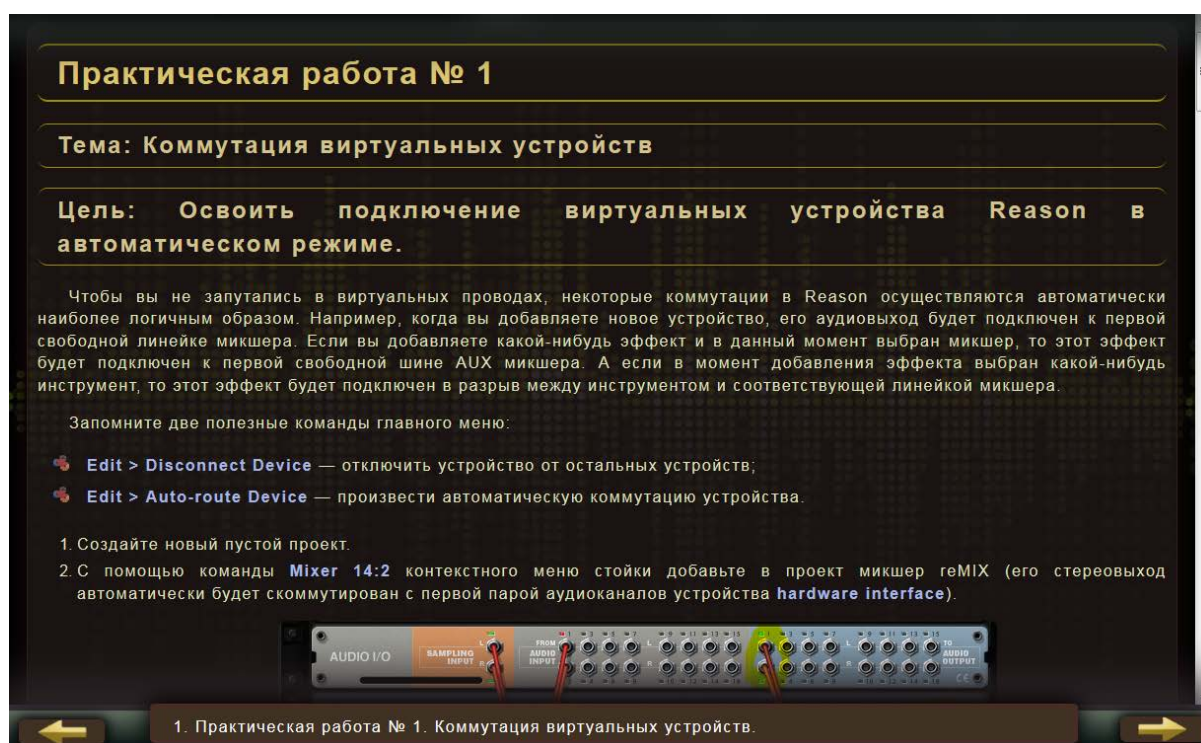 Практическая работа № 1
Тема: Коммутация виртуальных устройств
Цель: Освоить подключение виртуальных устройства Reason в
автоматическом режиме.
Чтобы вы не запутались в виртуальных проводах, некоторые коммутации в Reason осуществляются автоматически
наиболее логичным образом. Например, когда вы добавляете новое устройство, его аудиовыход будет подключен к первой
свободной линейке микшера. Если вы добавляете какой-нибудь эффект и в данный момент выбран микшер, то этот эффект
будет подключен к первой свободной шине AUX микшера. А если в момент добавления эффекта выбран какой-нибудь
инструмент, то этот эффект будет подключен в разрыв между инструментом и соответствующей линейкой микшера.
Запомните две полезные команды главного меню:
Edit > Disconnect Device — отключить устройство от остальных устройств;
Edit > Auto-route Device — произвести автоматическую коммутацию устройства.
1. Создайте новый пустой проект.
2. С помощью команды Mixer 14:2 контекстного меню стойки добавьте в проект микшер reMIX (его стереовыход
автоматически будет скоммутирован с первой парой аудиоканалов устройства hardware interface).
AUDIO I/O
SAMPLING
INPUT
FROM
AUDIO
INPUT
TO
AUDIO
OUTPUT
1. Практическая работа № 1. Коммутация виртуальных устройств.